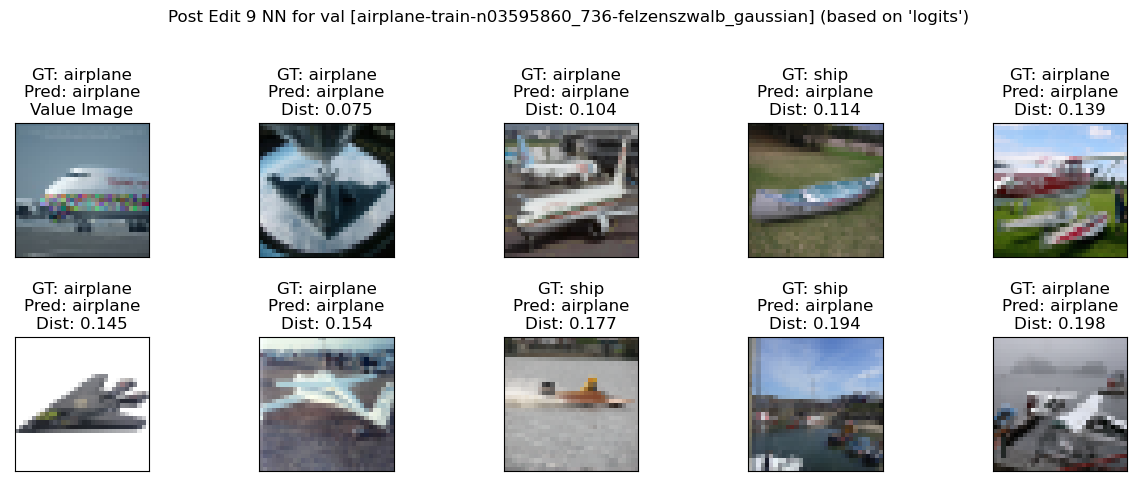 Post Edit 9 NN for val [airplane-train-n03595860_736-felzenszwalb_gaussian] (based on 'logits')
GT: airplane
Pred: airplane
Value Image
GT: airplane
Pred: airplane
Dist: 0.075
GT: airplane
Pred: airplane
Dist: 0.104
GT: ship
Pred: airplane
Dist: 0.114
GT: airplane
Pred: airplane
Dist: 0.139
GT: airplane
Pred: airplane
Dist: 0.145
GT: airplane
Pred: airplane
Dist: 0.154
GT: ship
Pred: airplane
Dist: 0.177
GT: ship
Pred: airplane
Dist: 0.194
GT: airplane
Pred: airplane
Dist: 0.198